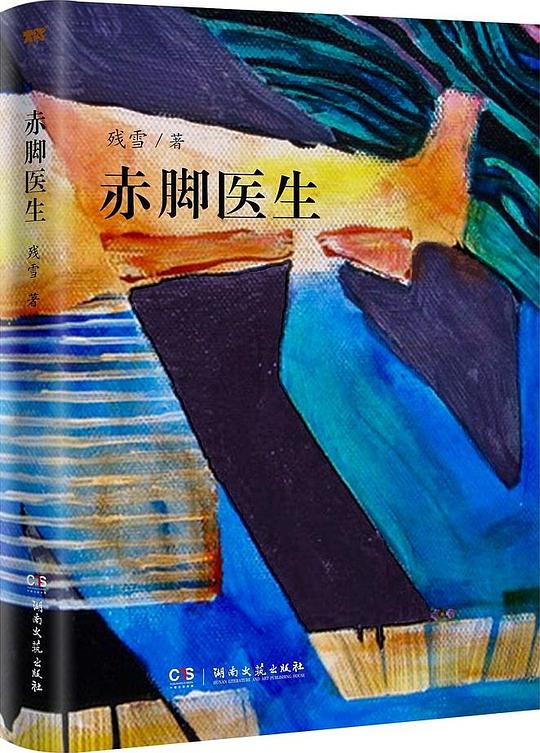 残雪 / 著
赤脚医生
CS 湖南文艺出版社
HUNAN LITERATURE AND ART PUBLISHING HOUSE
赤脚医生
残雪 著
CS
湖南文艺出版社